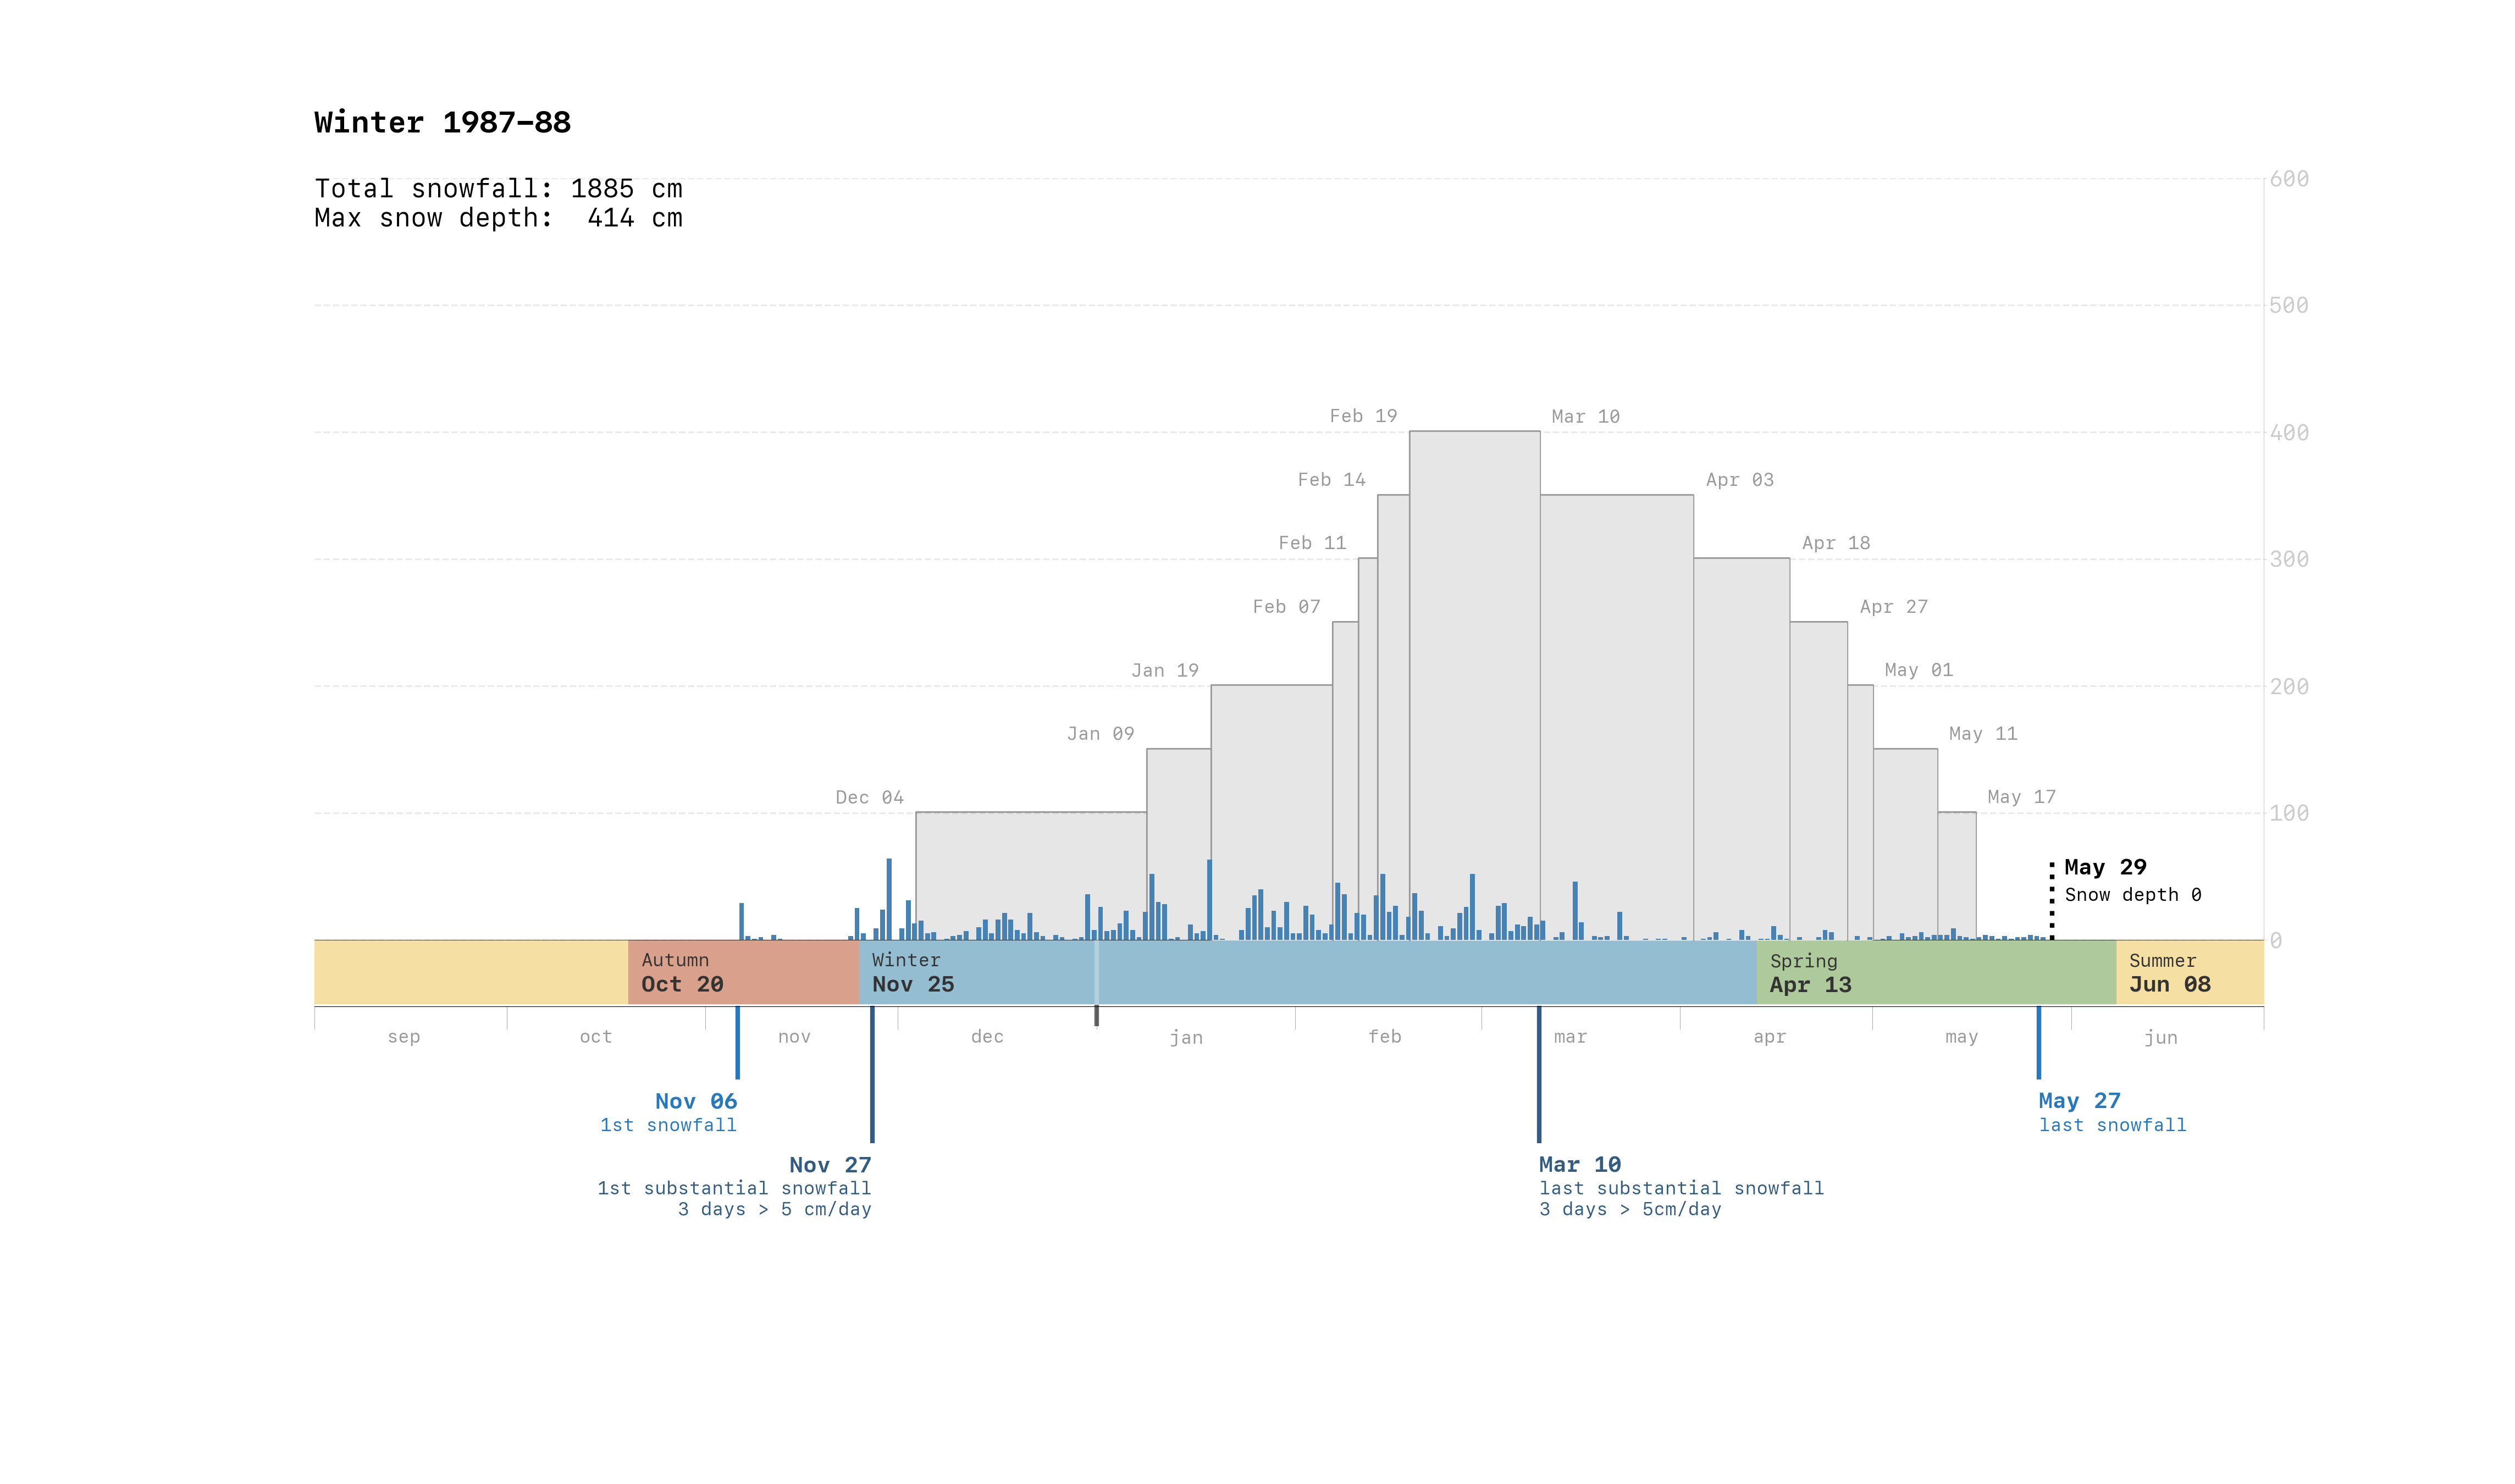 Winter 1987–88
Total snowfall: 1885 cm
Max snow depth: 414 cm
600
500
400
300
200
100
0
Feb 19
Mar 10
Feb 14
Apr 03
Feb 11
Apr 18
Feb 07
Apr 27
Jan 19
May 01
Jan 09
May 11
Dec 04
May 17
May 29
Snow depth 0
Autumn
Oct 20
Winter
Nov 25
Spring
Apr 13
Summer
Jun 08
sep
oct
nov
dec
jan
feb
mar
apr
may
jun
Nov 06
1st snowfall
Nov 27
1st substantial snowfall
3 days > 5 cm/day
Mar 10
last substantial snowfall
3 days > 5cm/day
May 27
last snowfall